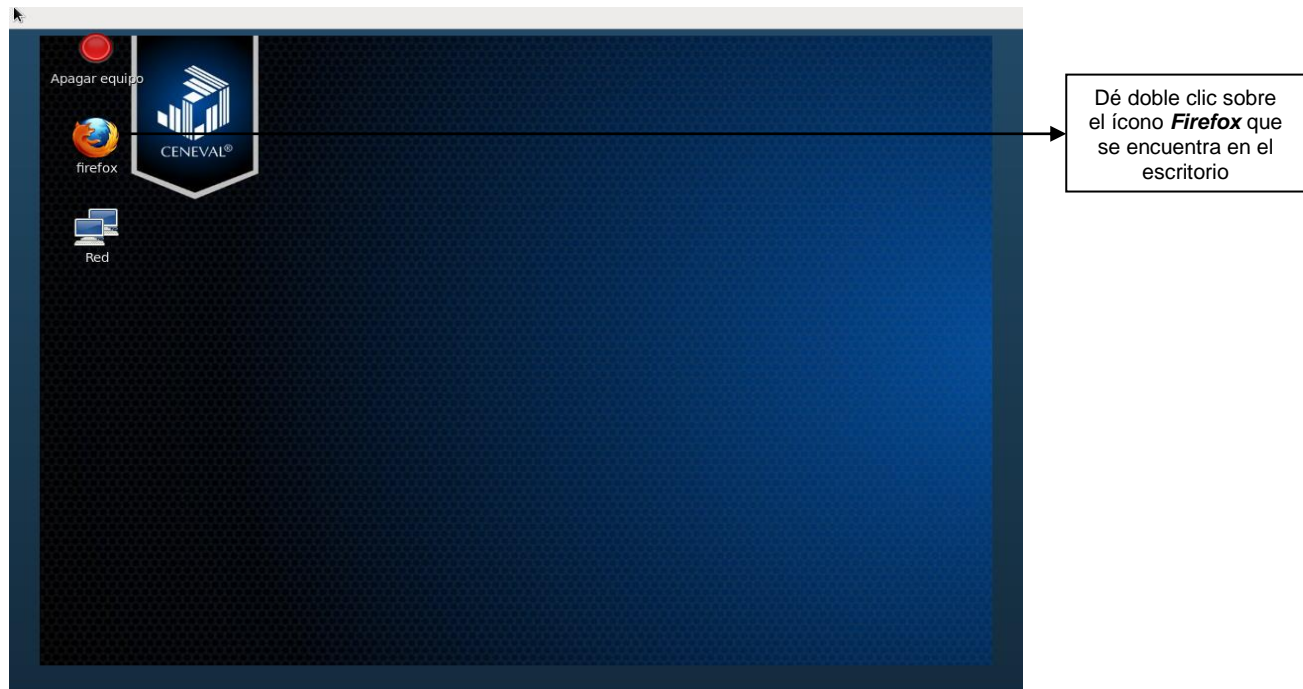 Apagar equipo
firefox
CENEVAL®
Red
Dé doble clic sobre
el ícono Firefox que
se encuentra en el
escritorio